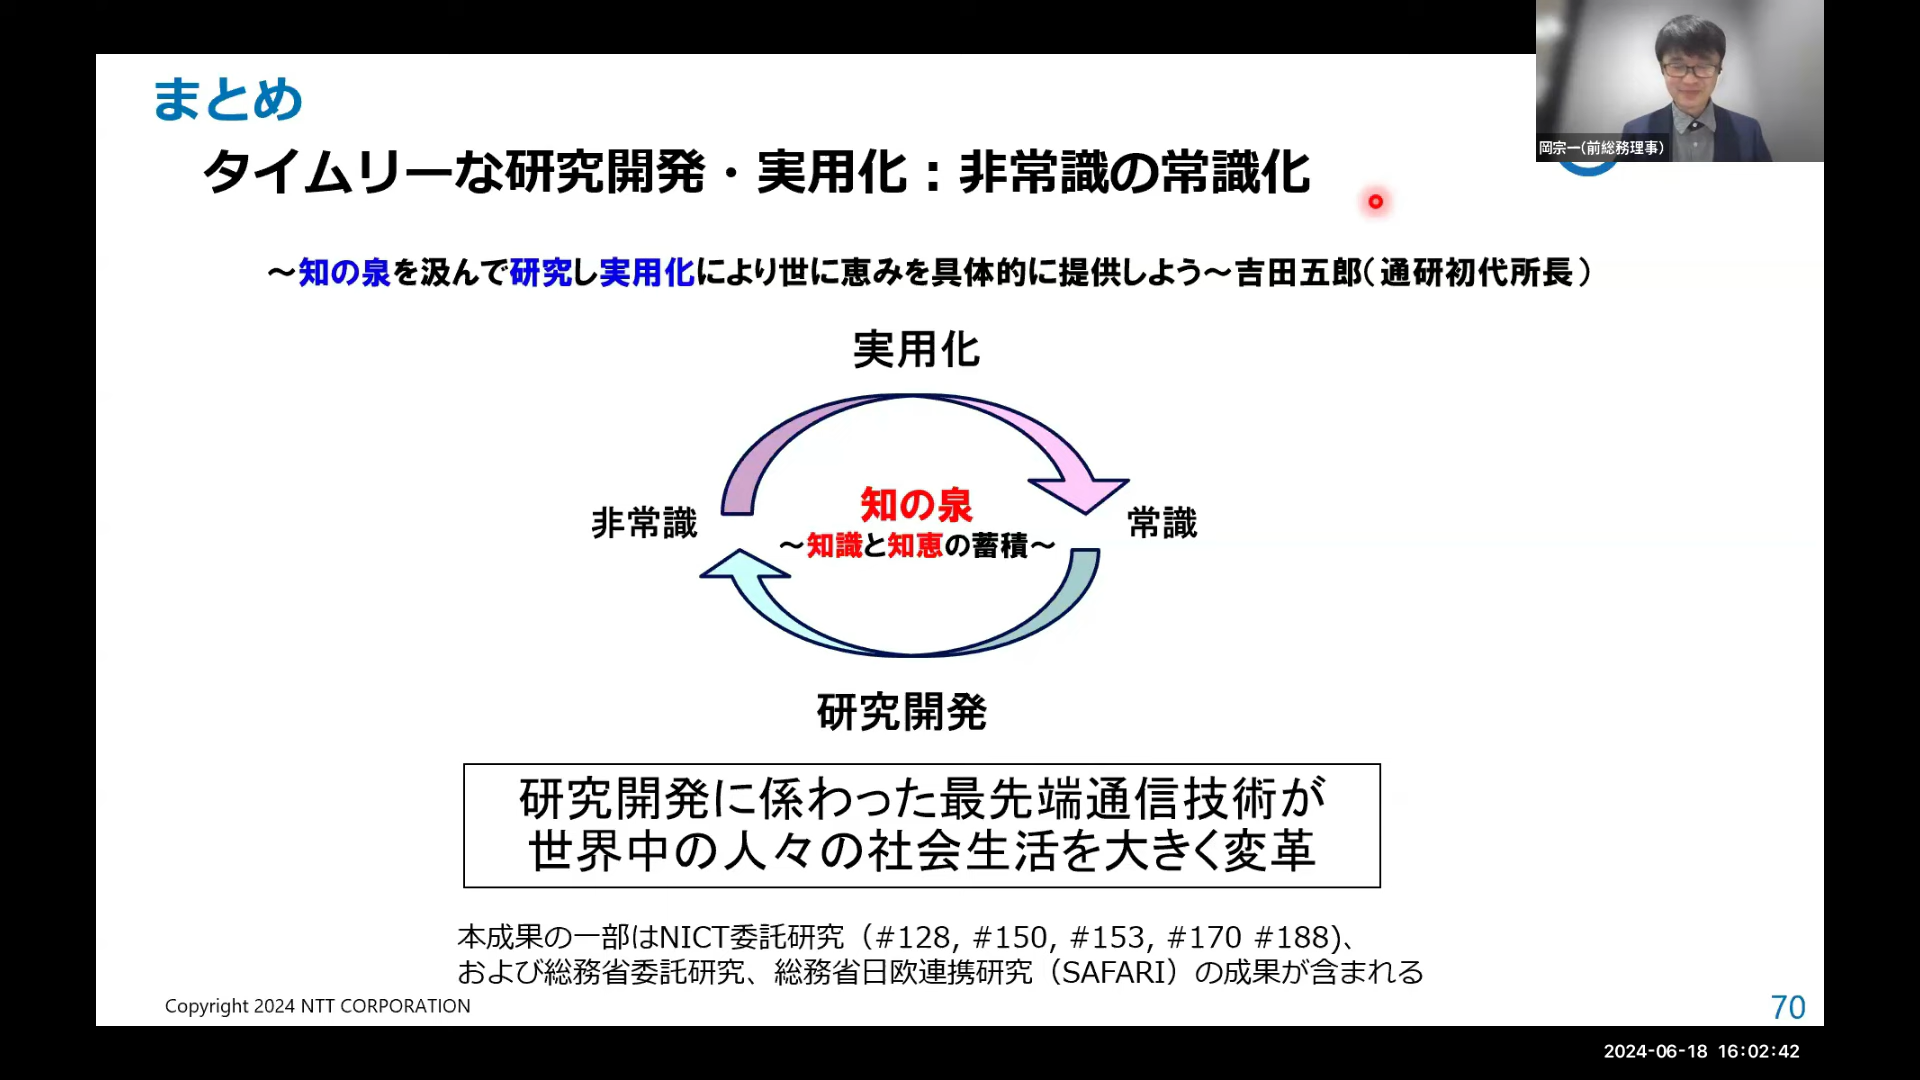 まとめ
タイムリーな研究開発・実用化：非常識の常識化
岡宗一(前総務理事)
～知の泉を汲んで研究し実用化により世に恵みを具体的に提供しよう～吉田五郎（通研初代所長）
実用化
知の泉
非常識
常識
～知識と知恵の蓄積～
研究開発
研究開発に係わった最先端通信技術が
世界中の人々の社会生活を大きく変革
本成果の一部はNICT委託研究（#128, #150, #153, #170 #188)、
および総務省委託研究、総務省日欧連携研究（SAFARI）の成果が含まれる
Copyright 2024 NTT CORPORATION
70
2024-06-18 16:02:42